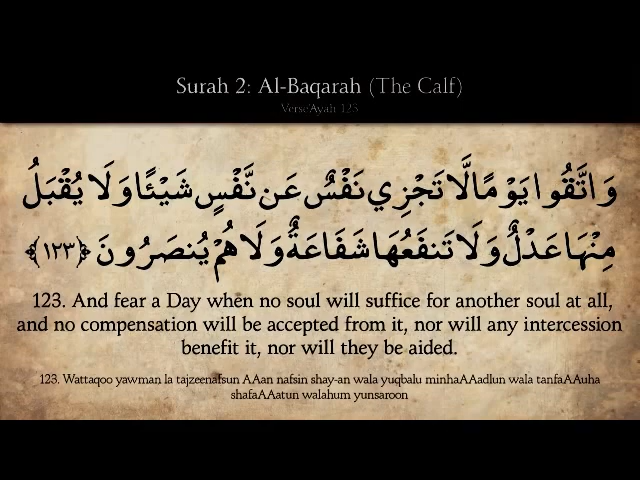 Surah 2: Al-Baqarah (The Calf)
Verse/Ayah 123
وَاتَّقُوا يَوْمًا لَّا تَجْزِي نَفْسٌ عَن نَّفْسٍ شَيْئًا وَلَا يُقْبَلُ
مِنْهَا عَدْلٌ وَلَا تَنفَعُهَا شَفَاعَةٌ وَلَا هُمْ يُنصَرُونَ ﴿١٢٣﴾
123. And fear a Day when no soul will suffice for another soul at all,
and no compensation will be accepted from it, nor will any intercession
benefit it, nor will they be aided.
123. Wattaqoo yawman la tajzeenafsun AAan nafsin shay-an wala yuqbalu minhaAAadlun wala tanfaAAuha
shafaAAatun walahum yunsaroon